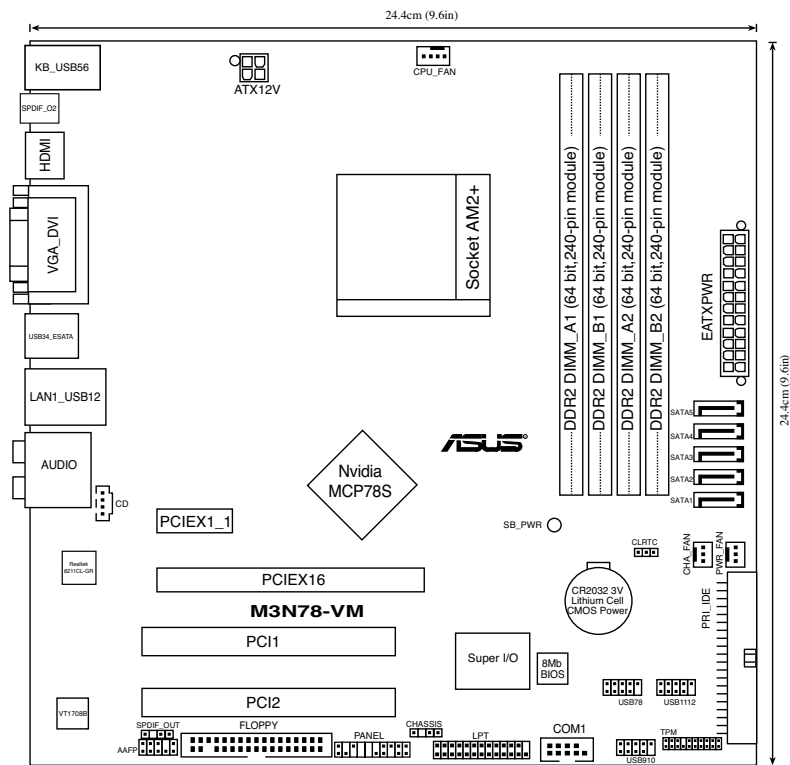 24.4cm (9.6in)
KB_USB56
CPU_FAN
ATX12V
SPDIF_O2
HDMI
VGA_DVI
Socket AM2+
DDR2 DIMM_A1 (64 bit,240-pin module)
DDR2 DIMM_B1 (64 bit,240-pin module)
DDR2 DIMM_A2 (64 bit,240-pin module)
DDR2 DIMM_B2 (64 bit,240-pin module)
EATXPWR
24.4cm (9.6in)
USB34_ESATA
LAN1_USB12
SATA5
SATA4
SATA3
SATA2
SATA1
AUDIO
ASUS
Nvidia
MCP78S
CD
PCIEX1_1
SB_PWR
CLRTC
CHA_FAN
PWR_FAN
Realtek
8211CL-GR
PCIEX16
CR2032 3V
Lithium Cell
CMOS Power
PRI_IDE
M3N78-VM
PCI1
Super I/O
8Mb
BIOS
PCI2
USB78
USB1112
VT1708B
SPDIF_OUT
FLOPPY
CHASSIS
AAFP
PANEL
LPT
COM1
TPM
USB910